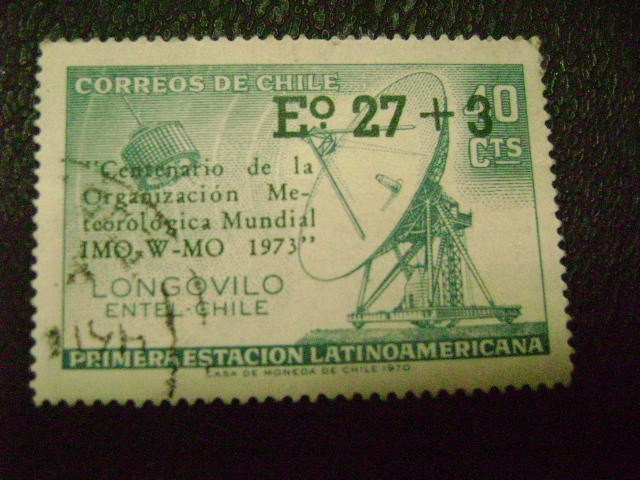 CORREOS DE CHILE
40
CTS
Eº 27 + 3
"Centenario de la
Organización Me-
teorológica Mundial
IMO-W-MO 1973"
LONGOVILO
ENTEL-CHILE
PRIMERA ESTACION LATINOAMERICANA
CASA DE MONEDA DE CHILE 1970